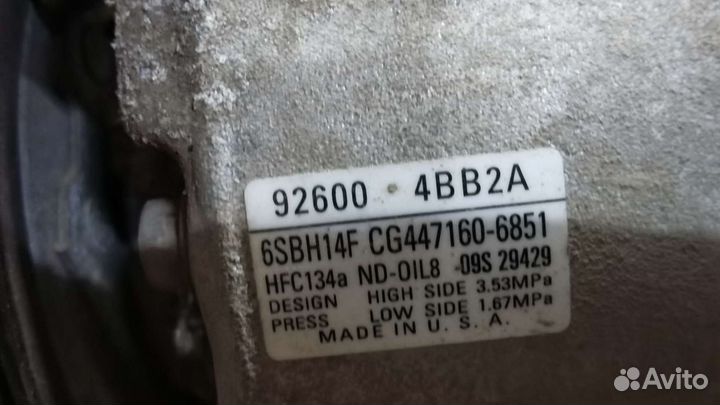 92600 4BB2A
6SBH14F CG447160-6851
HFC134a ND-OIL8 09S 29429
DESIGN HIGH SIDE 3.53MPa
PRESS LOW SIDE 1.67MPa
MADE IN U. S. A.
Avito